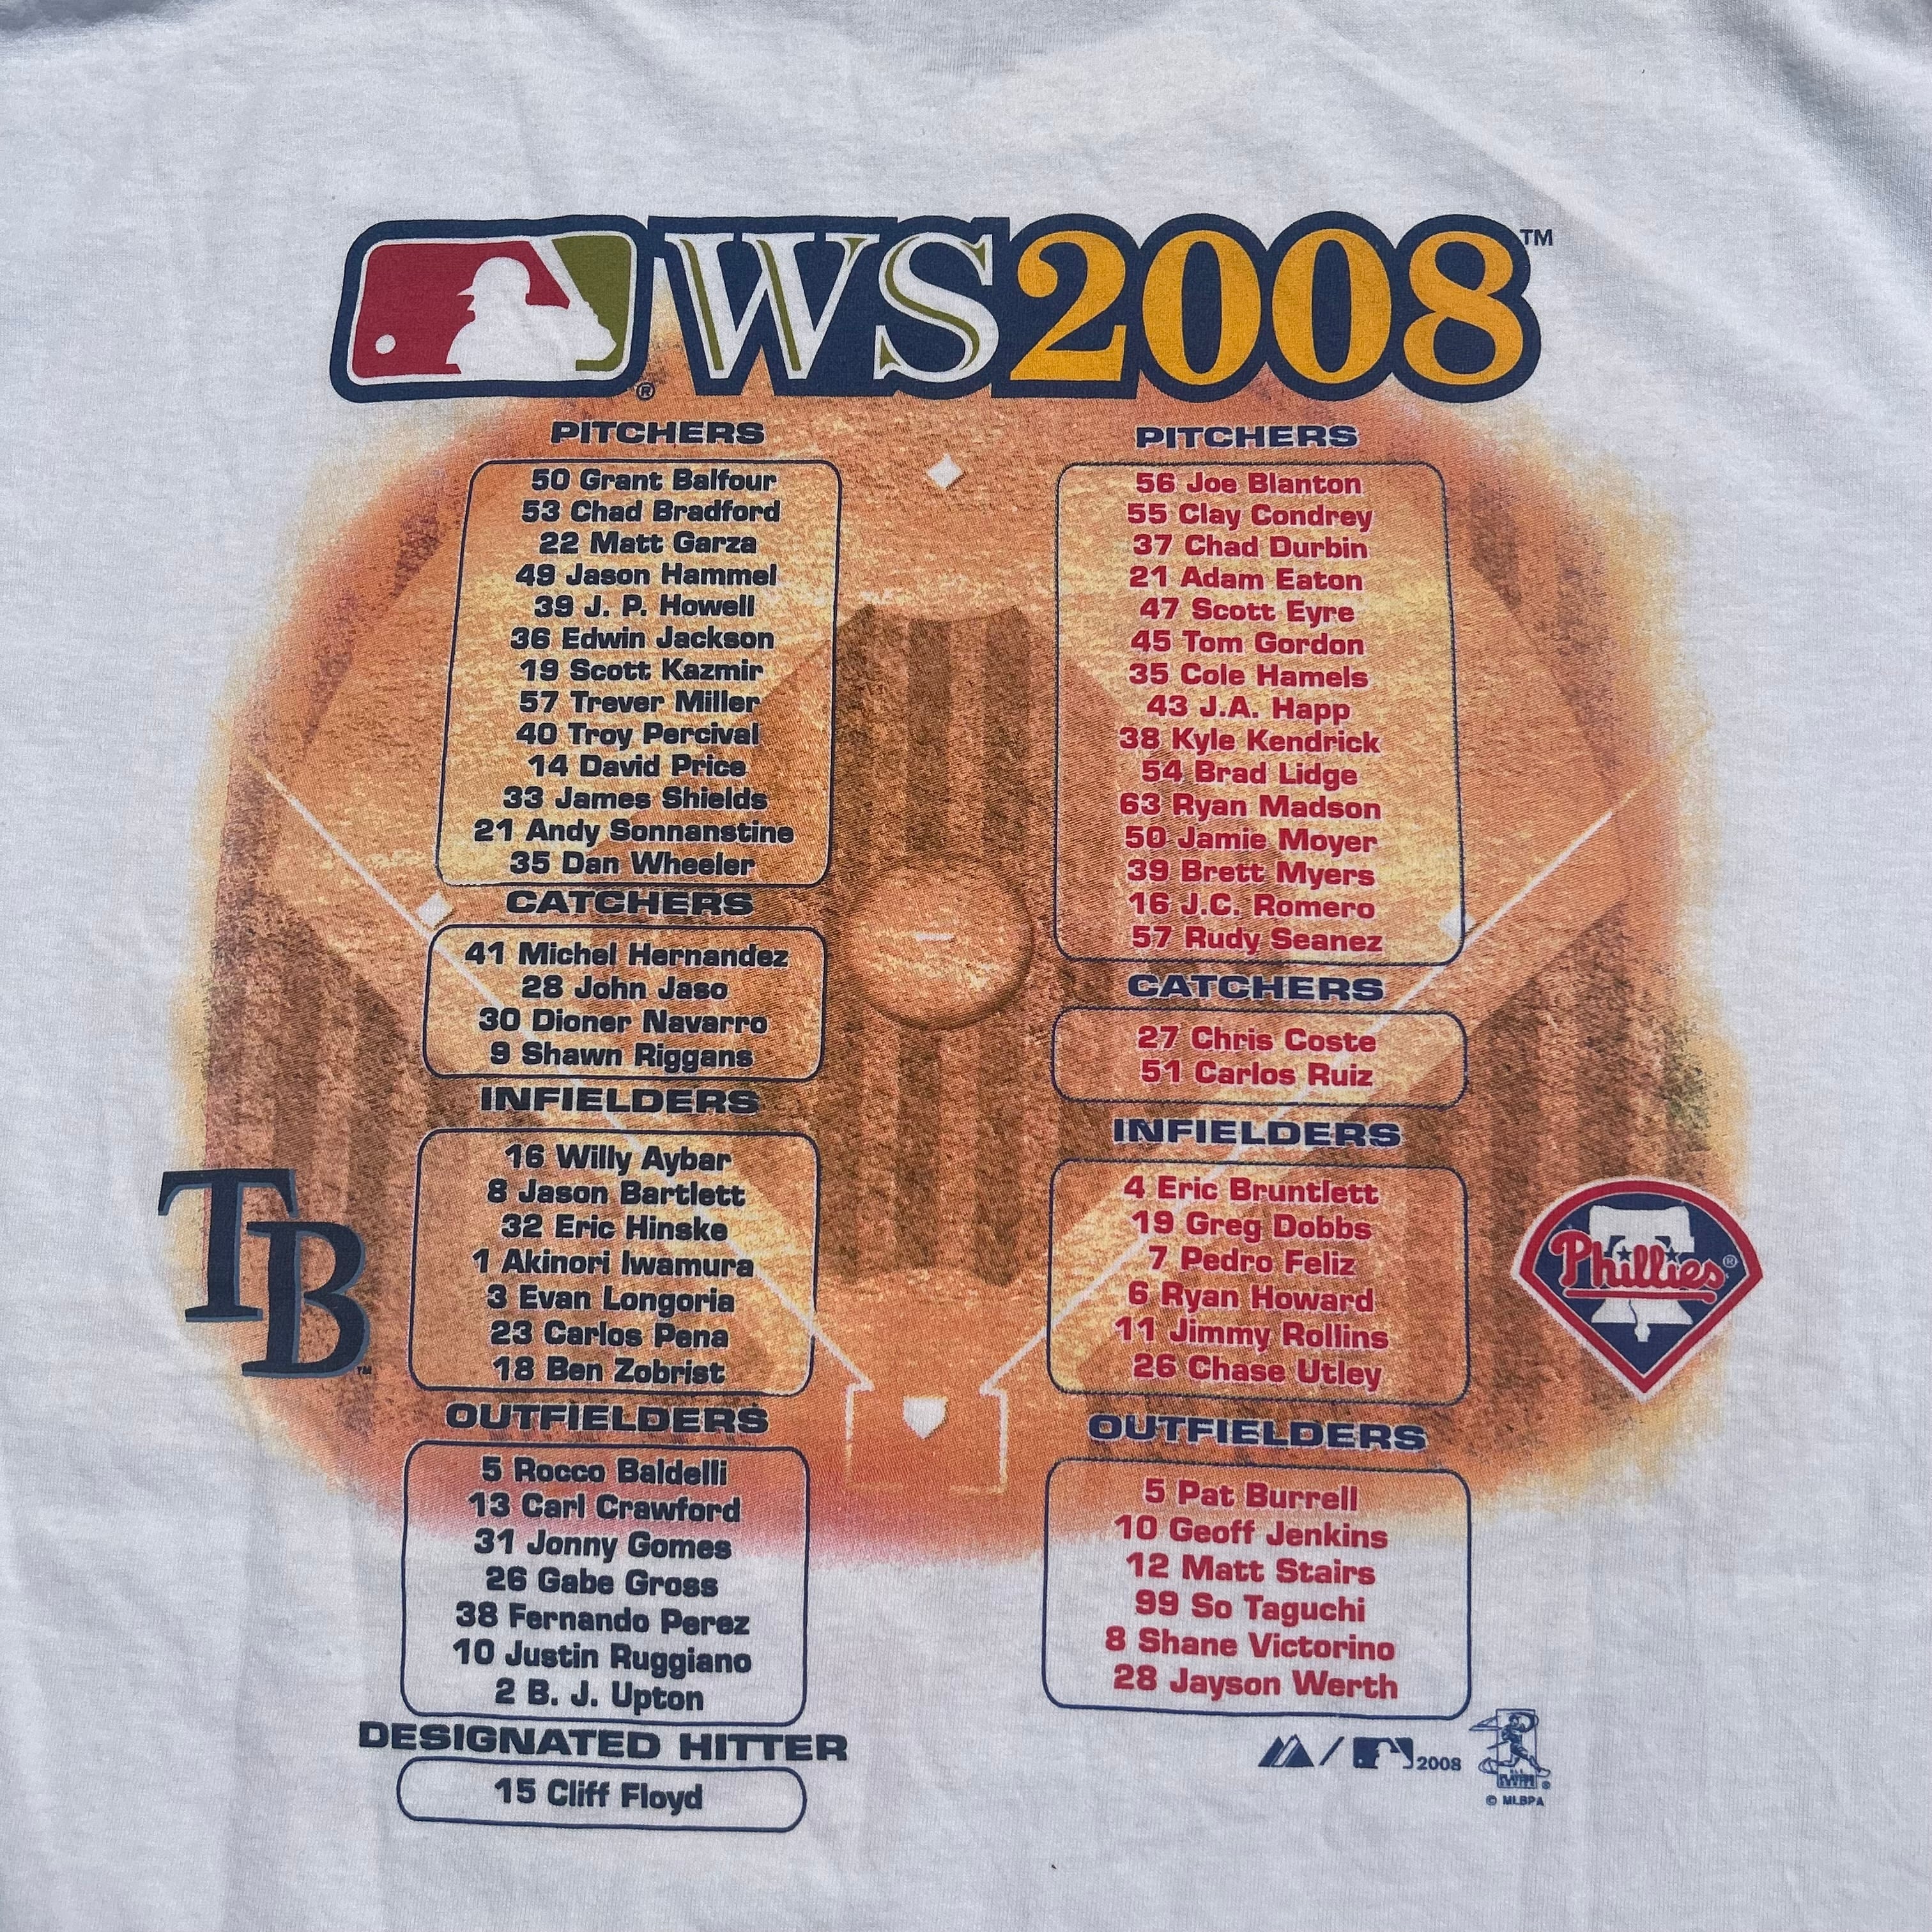 WS2008™
®
PITCHERS
50 Grant Balfour
53 Chad Bradford
22 Matt Garza
49 Jason Hammel
39 J. P. Howell
36 Edwin Jackson
19 Scott Kazmir
57 Trever Miller
40 Troy Percival
14 David Price
33 James Shields
21 Andy Sonnanstine
35 Dan Wheeler
CATCHERS
41 Michel Hernandez
28 John Jaso
30 Dioner Navarro
9 Shawn Riggans
INFIELDERS
16 Willy Aybar
8 Jason Bartlett
32 Eric Hinske
1 Akinori Iwamura
3 Evan Longoria
23 Carlos Pena
18 Ben Zobrist
OUTFIELDERS
5 Rocco Baldelli
13 Carl Crawford
31 Jonny Gomes
26 Gabe Gross
38 Fernando Perez
10 Justin Ruggiano
2 B. J. Upton
DESIGNATED HITTER
15 Cliff Floyd
TB™
PITCHERS
56 Joe Blanton
55 Clay Condrey
37 Chad Durbin
21 Adam Eaton
47 Scott Eyre
45 Tom Gordon
35 Cole Hamels
43 J.A. Happ
38 Kyle Kendrick
54 Brad Lidge
63 Ryan Madson
50 Jamie Moyer
39 Brett Myers
16 J.C. Romero
57 Rudy Seanez
CATCHERS
27 Chris Coste
51 Carlos Ruiz
INFIELDERS
4 Eric Bruntlett
19 Greg Dobbs
7 Pedro Feliz
6 Ryan Howard
11 Jimmy Rollins
26 Chase Utley
OUTFIELDERS
5 Pat Burrell
10 Geoff Jenkins
12 Matt Stairs
99 So Taguchi
8 Shane Victorino
28 Jayson Werth
Phillies®
/ 2008
®
© MLBPA